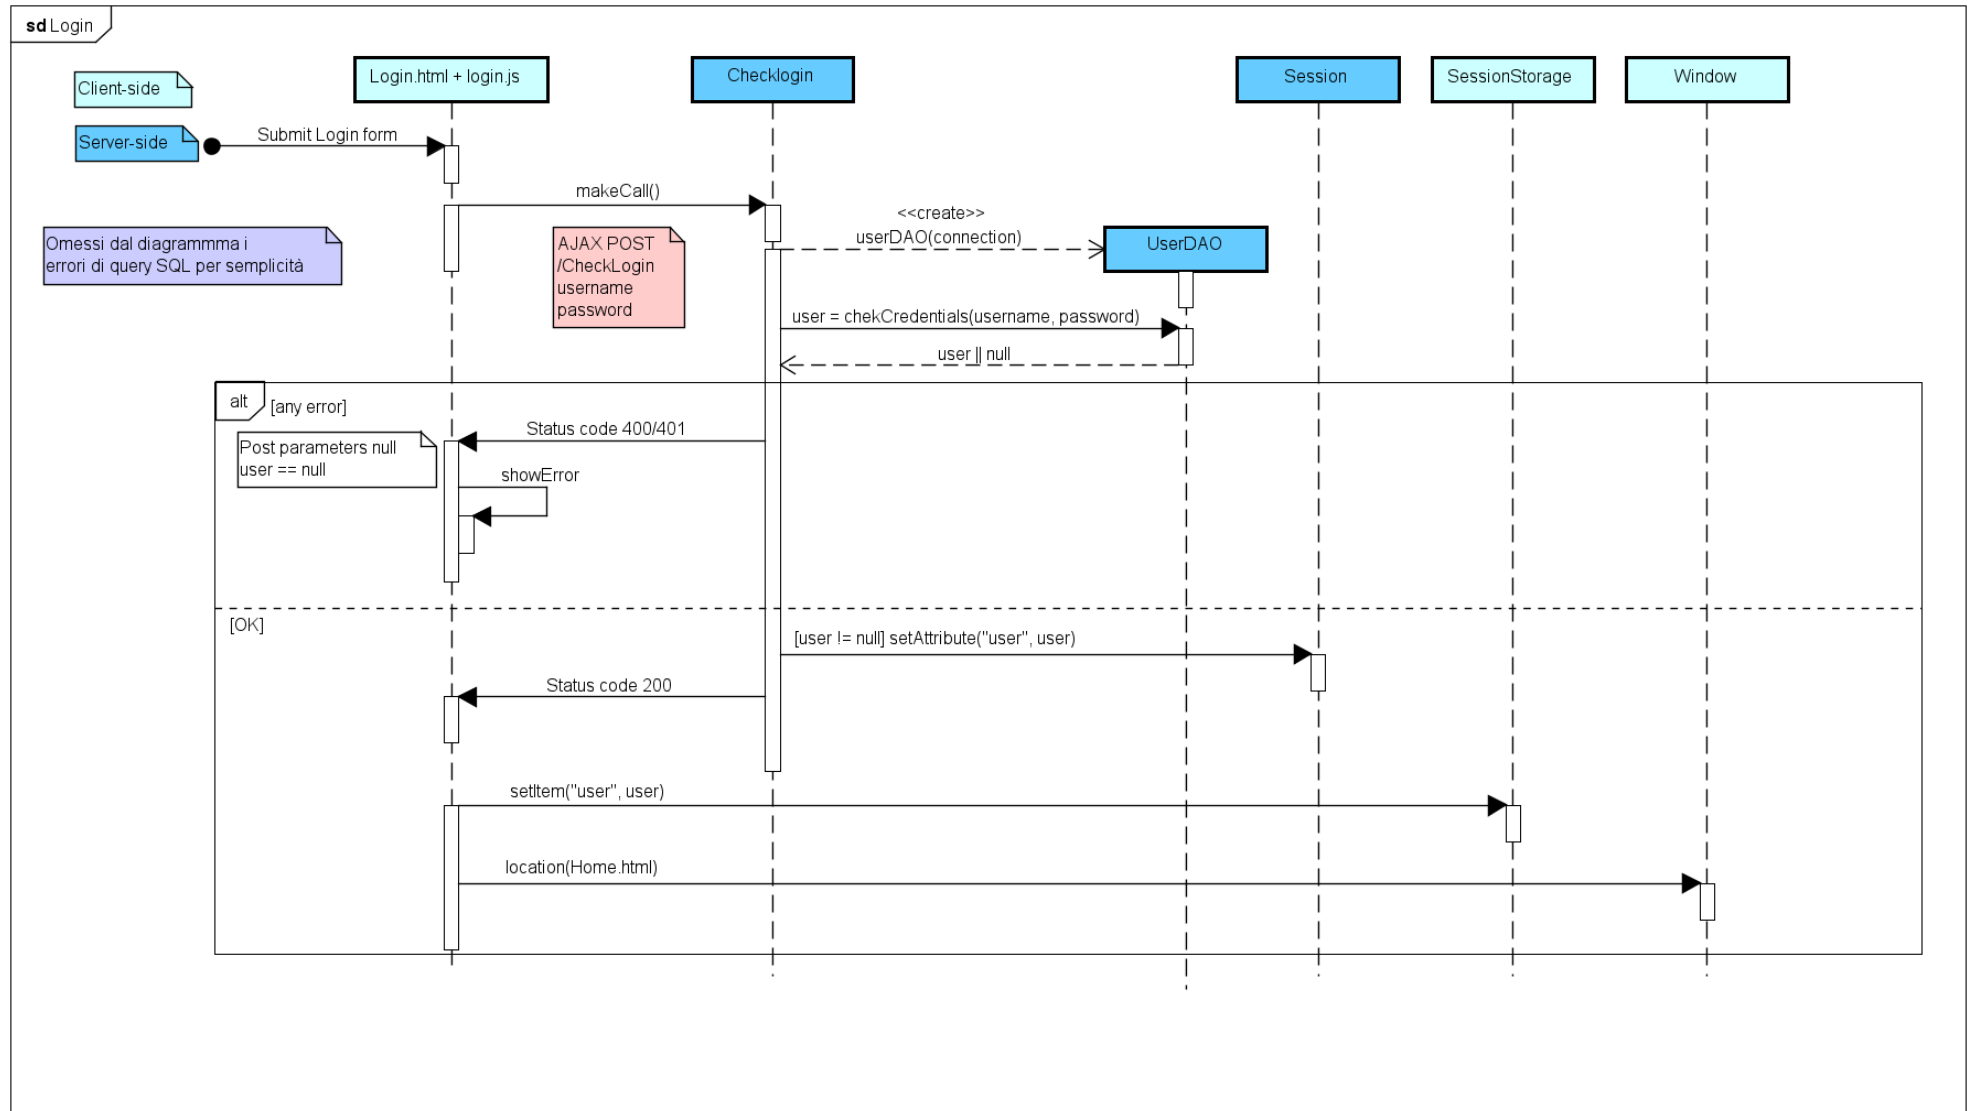 sd Login
Client-side
Login.html + login.js
Checklogin
Session
SessionStorage
Window
Server-side
Submit Login form
makeCall()
<<create>>
userDAO(connection)
UserDAO
Omessi dal diagrammma i
errori di query SQL per semplicità
AJAX POST
/CheckLogin
username
password
user = chekCredentials(username, password)
user || null
alt
[any error]
Status code 400/401
Post parameters null
user == null
showError
[OK]
[user != null] setAttribute("user", user)
Status code 200
setItem("user", user)
location(Home.html)